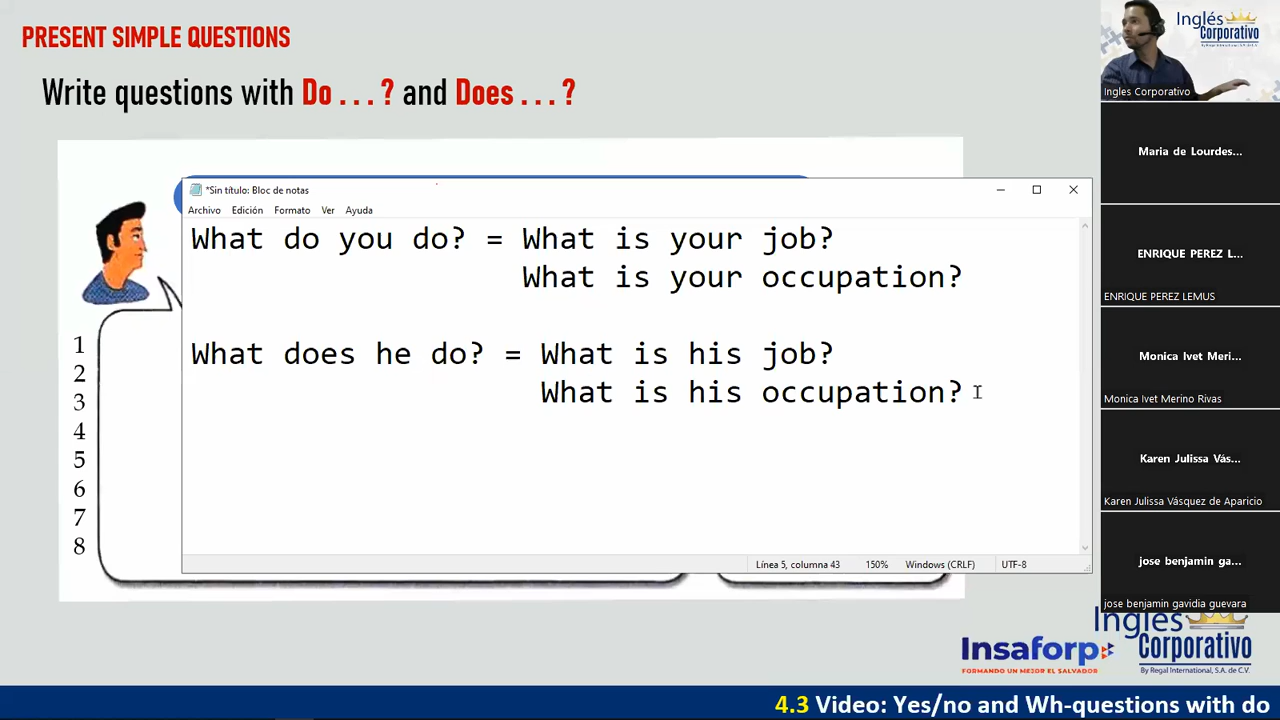 PRESENT SIMPLE QUESTIONS
Write questions with Do . . . ? and Does . . . ?
*Sin título: Bloc de notas
Archivo Edición Formato Ver Ayuda
What do you do? = What is your job?
What is your occupation?
What does he do? = What is his job?
What is his occupation?
1
2
3
4
5
6
7
8
Línea 5, columna 43 150% Windows (CRLF) UTF-8
Inglés
Corporativo
By Regal International, S.A. de C.V.
Ingles Corporativo
Maria de Lourdes...
ENRIQUE PEREZ L...
ENRIQUE PEREZ LEMUS
Monica Ivet Meri...
Monica Ivet Merino Rivas
Karen Julissa Vás...
Karen Julissa Vásquez de Aparicio
jose benjamin ga...
jose benjamin gavidia guevara
Insaforp
FORMANDO UN MEJOR EL SALVADOR
Inglés
Corporativo
By Regal International, S.A. de C.V.
4.3 Video: Yes/no and Wh-questions with do